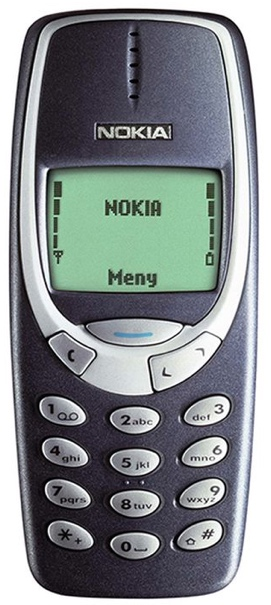 NOKIA
NOKIA
Meny
1
2abc
def3
4ghi
5jkl
mno6
7pqrs
8tuv
wxyz9
*+
0
#